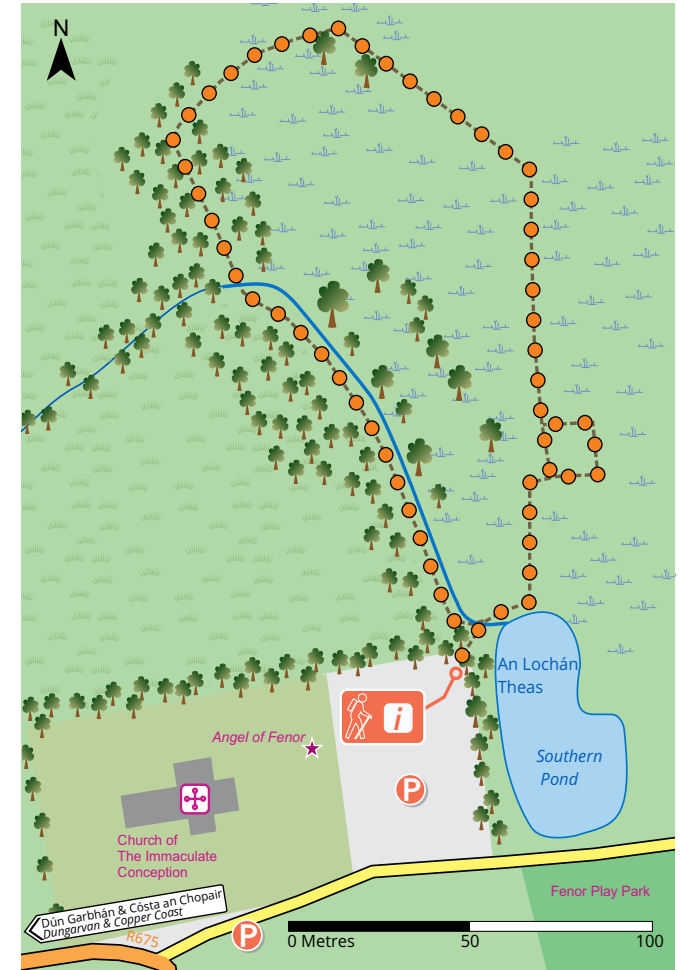 N
An Lochán
Theas
Angel of Fenor
i
Southern
Pond
P
Church of
The Immaculate
Conception
Fenor Play Park
Dún Garbhán & Cósta an Chopair
Dungarvan & Copper Coast
R675
P
0 Metres 50 100